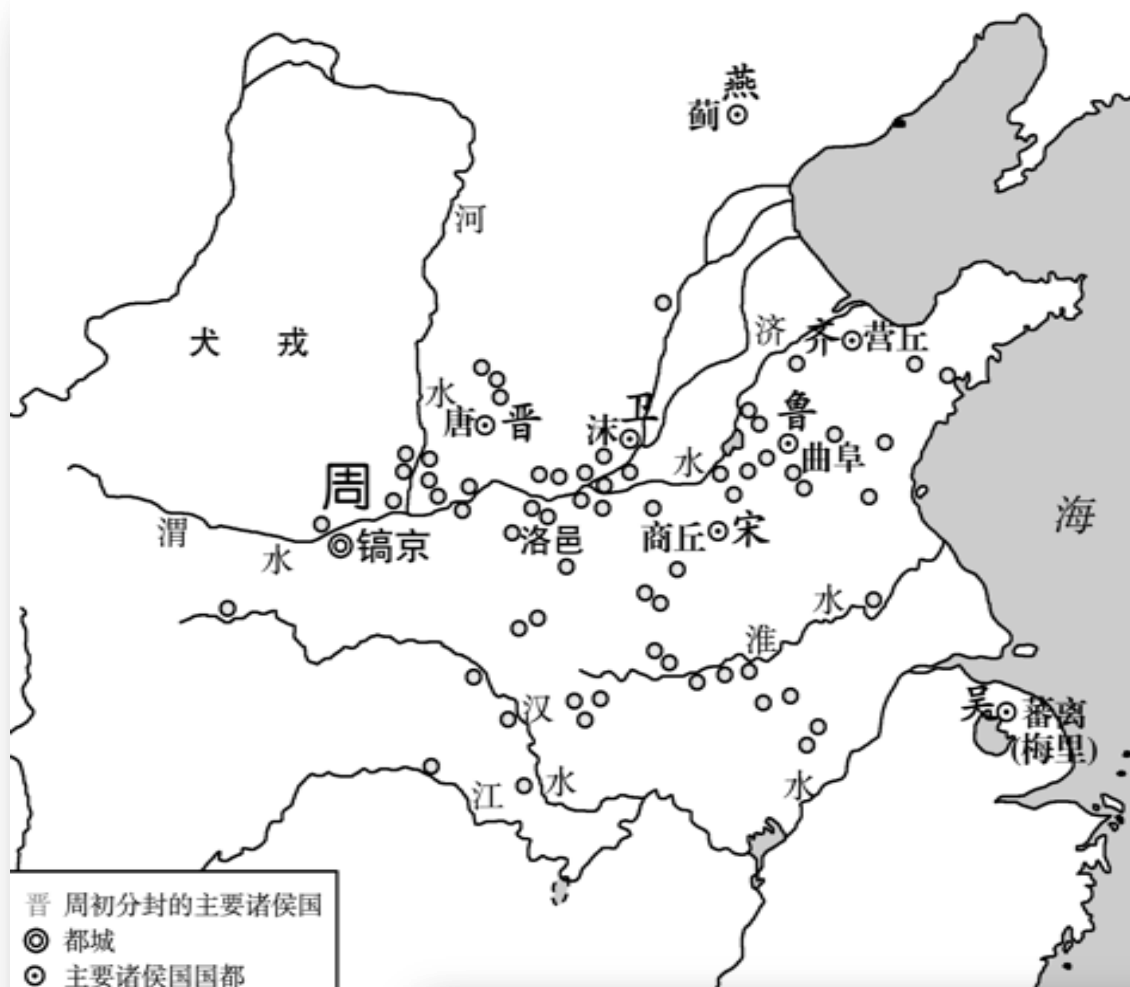 燕
蓟
河
犬 戎
济
齐
营丘
水
唐
晋
沫
卫
鲁
水
曲阜
周
渭
水
镐京
洛邑
商丘
宋
海
水
淮
汉
吴
蕃离
(梅里)
江
水
水
晋 周初分封的主要诸侯国
都城
主要诸侯国国都